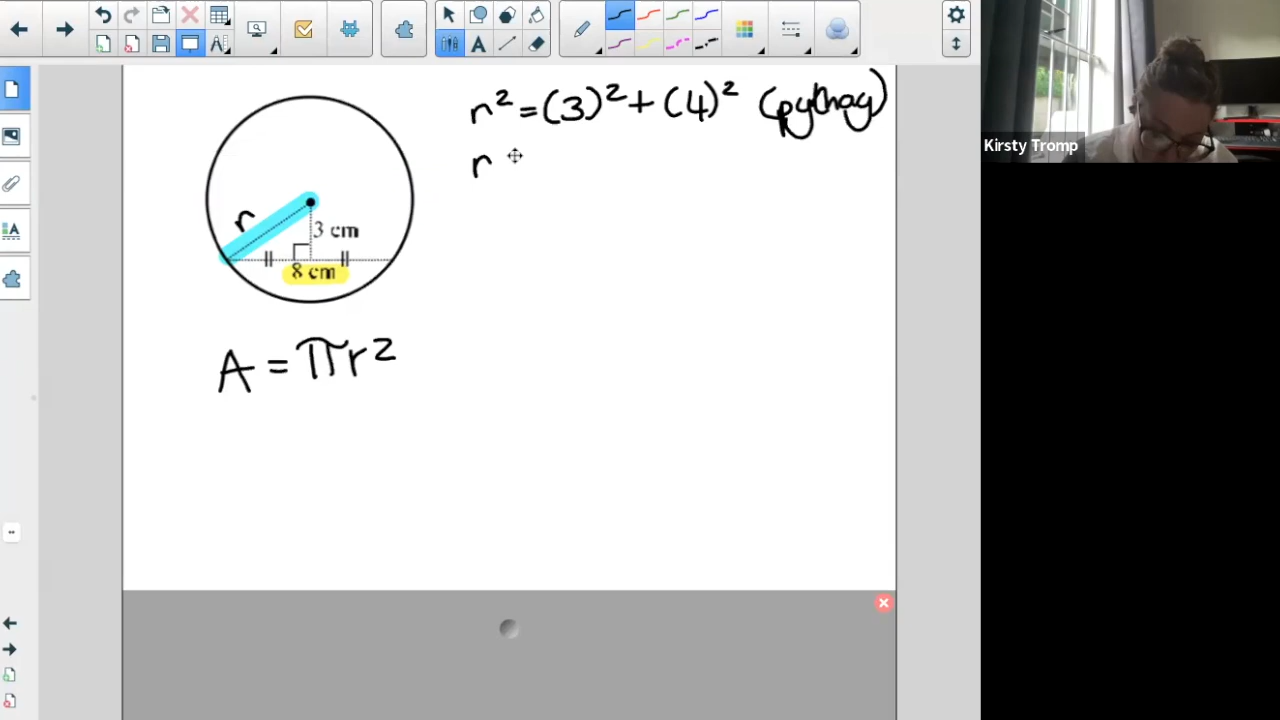 r² = (3)² + (4)² (pythag)
r
r
3 cm
8 cm
A = πr²
Kirsty Tromp